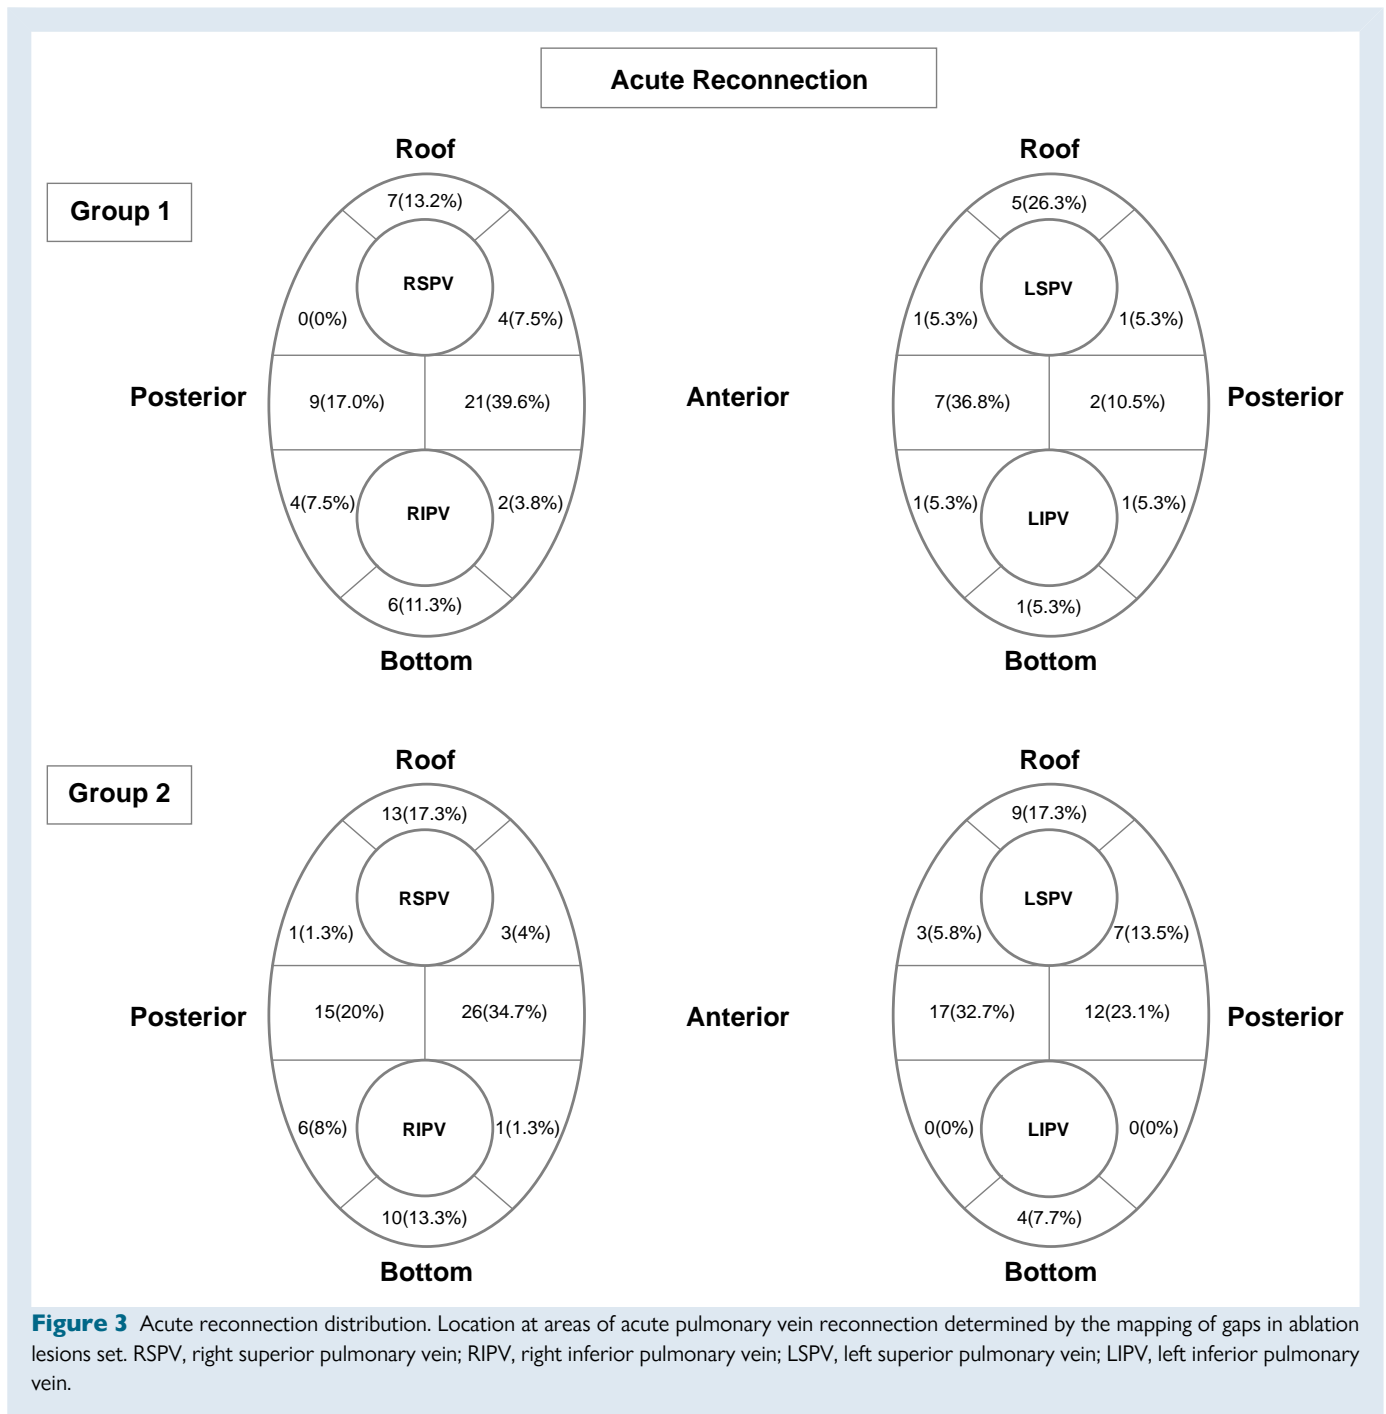 Acute Reconnection
Roof
Roof
Group 1
7(13.2%)
5(26.3%)
RSPV
LSPV
0(0%)
4(7.5%)
1(5.3%)
1(5.3%)
Posterior
9(17.0%)
21(39.6%)
Anterior
7(36.8%)
2(10.5%)
Posterior
4(7.5%)
RIPV
2(3.8%)
1(5.3%)
LIPV
1(5.3%)
6(11.3%)
1(5.3%)
Bottom
Bottom
Roof
Roof
Group 2
13(17.3%)
9(17.3%)
RSPV
LSPV
1(1.3%)
3(4%)
3(5.8%)
7(13.5%)
Posterior
15(20%)
26(34.7%)
Anterior
17(32.7%)
12(23.1%)
Posterior
6(8%)
RIPV
1(1.3%)
0(0%)
LIPV
0(0%)
10(13.3%)
4(7.7%)
Bottom
Bottom
Figure 3 Acute reconnection distribution. Location at areas of acute pulmonary vein reconnection determined by the mapping of gaps in ablation
lesions set. RSPV, right superior pulmonary vein; RIPV, right inferior pulmonary vein; LSPV, left superior pulmonary vein; LIPV, left inferior pulmonary
vein.